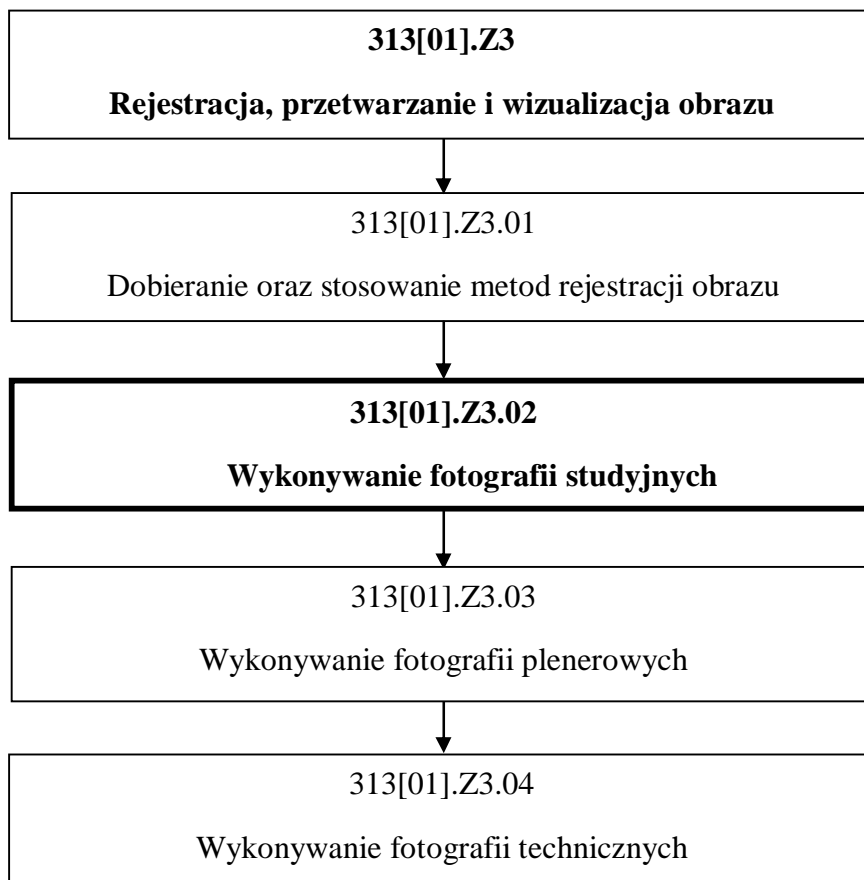 313[01].Z3
Rejestracja, przetwarzanie i wizualizacja obrazu
313[01].Z3.01
Dobieranie oraz stosowanie metod rejestracji obrazu
313[01].Z3.02
Wykonywanie fotografii studyjnych
313[01].Z3.03
Wykonywanie fotografii plenerowych
313[01].Z3.04
Wykonywanie fotografii technicznych